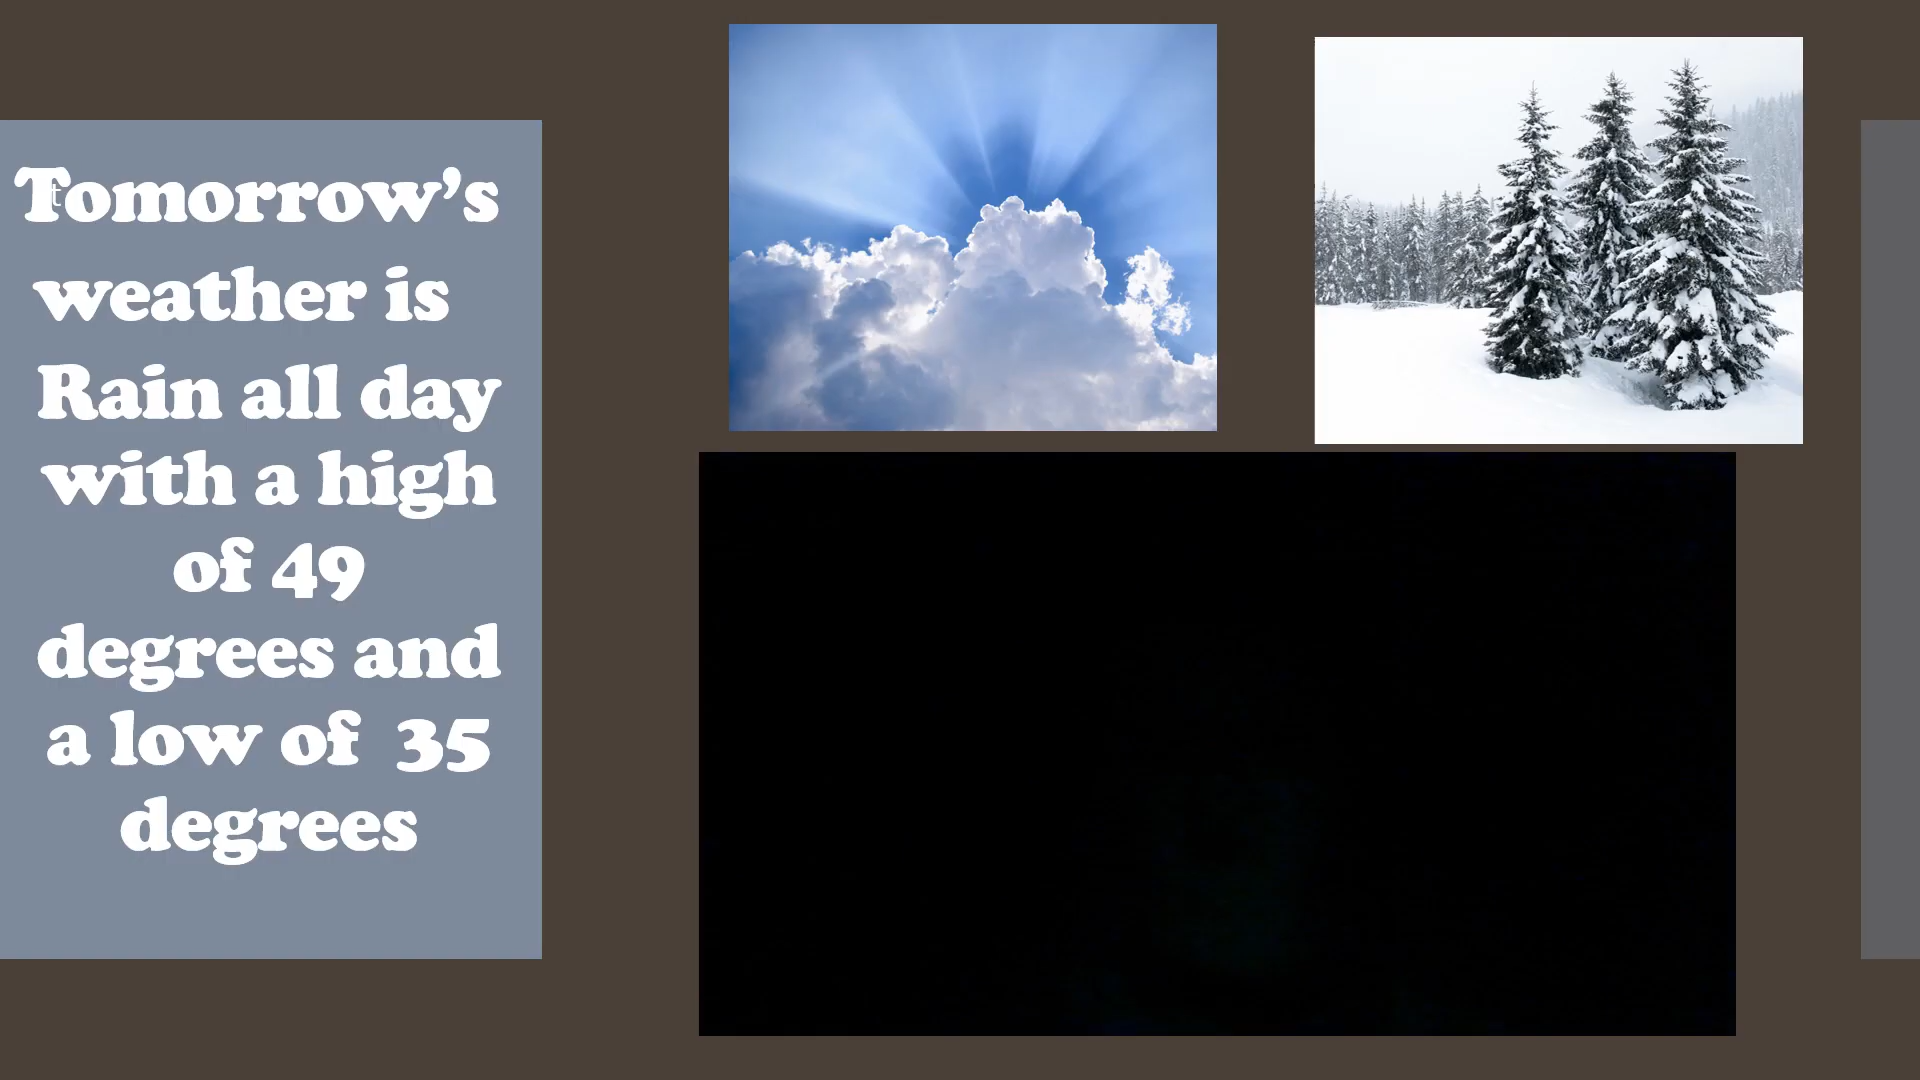 Tomorrow’s
t
weather is
Rain all day
with a high
of 49
degrees and
a low of 35
degrees